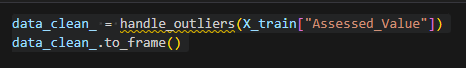 data_clean_ = handle_outliers(X_train["Assessed_Value"])
data_clean_.to_frame()